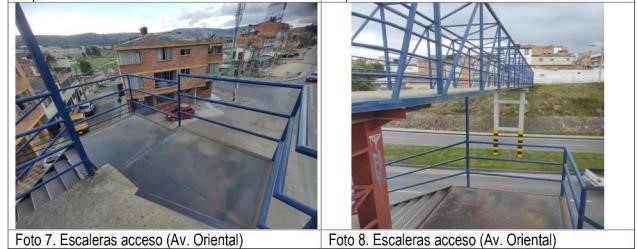 Foto 7. Escaleras acceso (Av. Oriental)
Foto 8. Escaleras acceso (Av. Oriental)